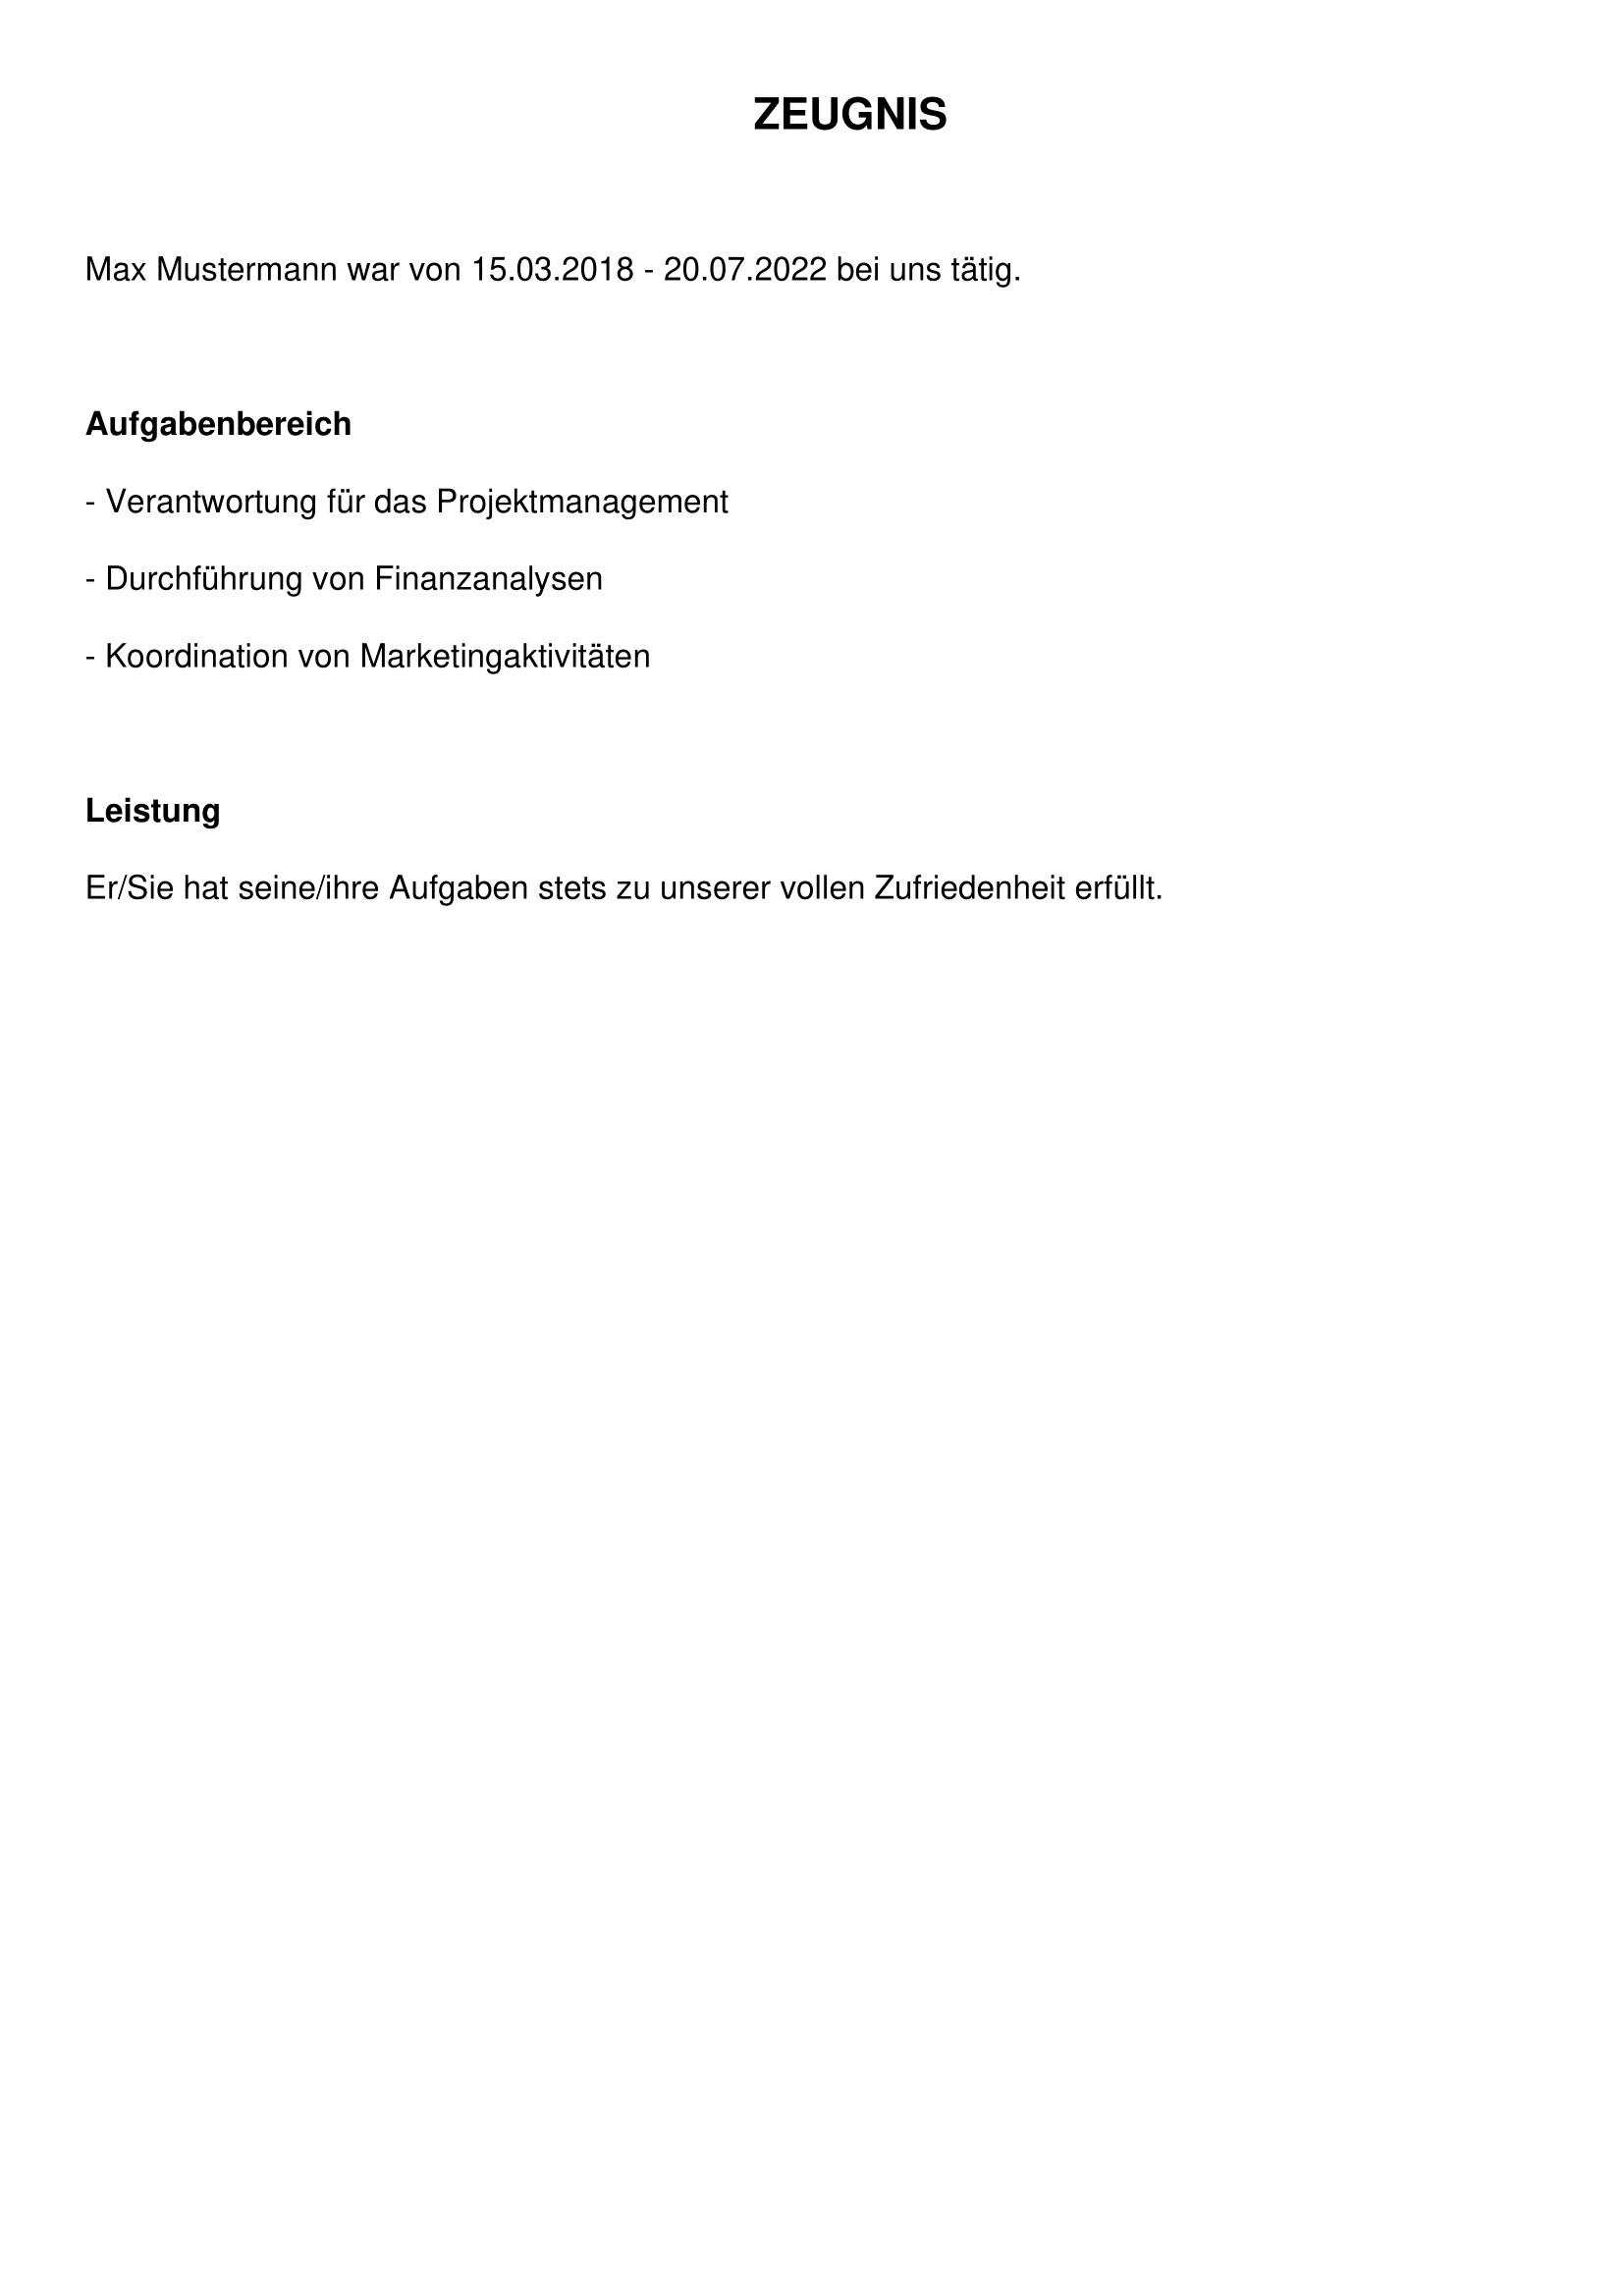 ZEUGNIS
Max Mustermann war von 15.03.2018 - 20.07.2022 bei uns tätig.
Aufgabenbereich
- Verantwortung für das Projektmanagement
- Durchführung von Finanzanalysen
- Koordination von Marketingaktivitäten
Leistung
Er/Sie hat seine/ihre Aufgaben stets zu unserer vollen Zufriedenheit erfüllt.